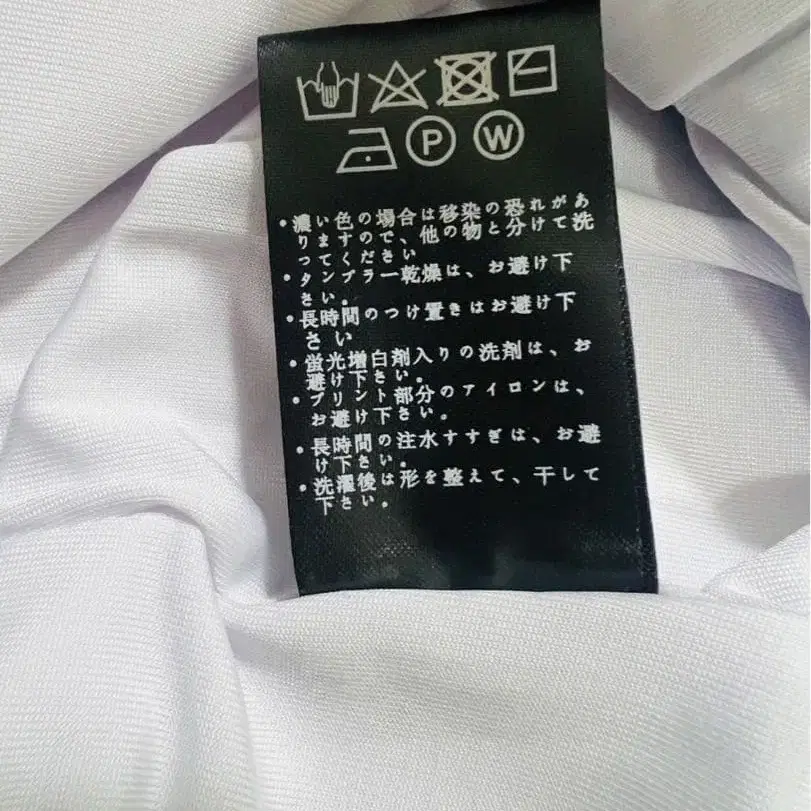 P W
・濃い色の場合は移染の恐れがあ
りますので、他の物と分けて洗
つてください
・タンブラー乾燥は、お避け下
さい。
・長時間のつけ置きはお避け下
さい
・蛍光増白剤入りの洗剤は、お
避け下さい。
・プリント部分のアイロンは、
お避け下さい。
・長時間の注水すすぎは、お避
け下さい。
・洗濯後は形を整えて、干して
下さい。